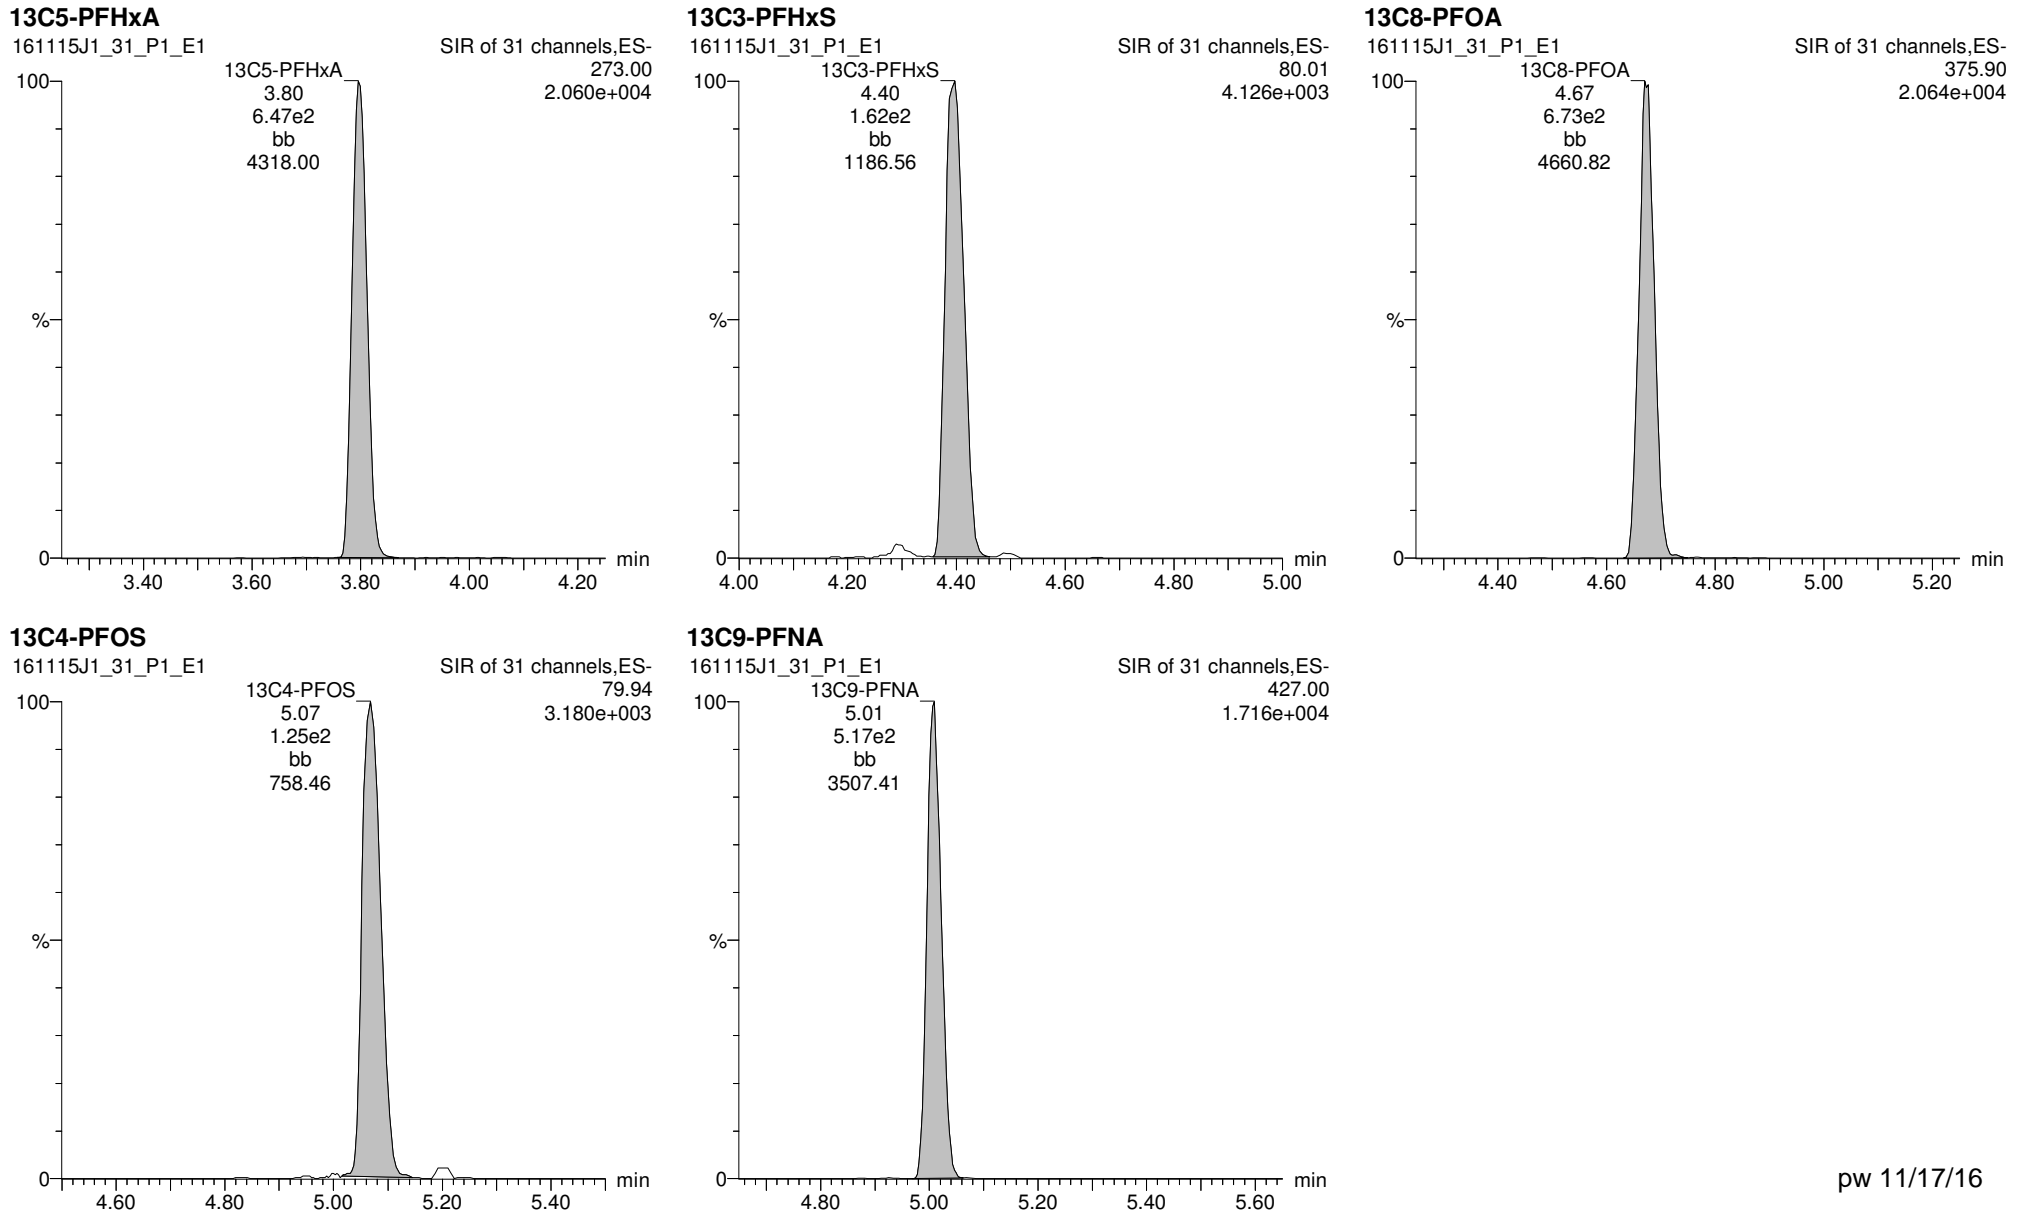 13C5-PFHxA
161115J1_31_P1_E1
SIR of 31 channels,ES-
273.00
2.060e+004
13C5-PFHxA
3.80
6.47e2
bb
4318.00
100
%
0
3.40 3.60 3.80 4.00 4.20
min
13C3-PFHxS
161115J1_31_P1_E1
SIR of 31 channels,ES-
80.01
4.126e+003
13C3-PFHxS
4.40
1.62e2
bb
1186.56
100
%
0
4.00 4.20 4.40 4.60 4.80 5.00
min
13C8-PFOA
161115J1_31_P1_E1
SIR of 31 channels,ES-
375.90
2.064e+004
13C8-PFOA
4.67
6.73e2
bb
4660.82
100
%
0
4.40 4.60 4.80 5.00 5.20
min
13C4-PFOS
161115J1_31_P1_E1
SIR of 31 channels,ES-
79.94
3.180e+003
13C4-PFOS
5.07
1.25e2
bb
758.46
100
%
0
4.60 4.80 5.00 5.20 5.40
min
13C9-PFNA
161115J1_31_P1_E1
SIR of 31 channels,ES-
427.00
1.716e+004
13C9-PFNA
5.01
5.17e2
bb
3507.41
100
%
0
4.80 5.00 5.20 5.40 5.60
min
pw 11/17/16